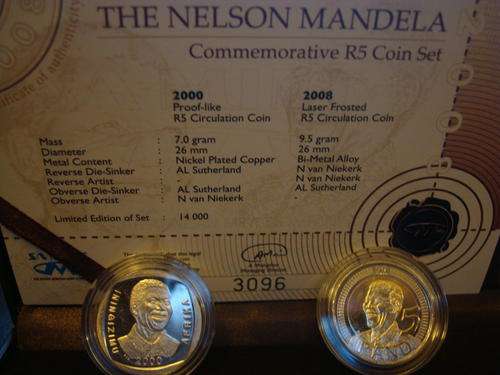 THE NELSON MANDELA
Commemorative R5 Coin Set
2000 2008
Proof-like Laser Frosted
R5 Circulation Coin R5 Circulation Coin
Mass : 7.0 gram 9.5 gram
Diameter : 26 mm 26 mm
Metal Content : Nickel Plated Copper Bi-Metal Alloy
Reverse Die-Sinker : AL Sutherland N van Niekerk
Reverse Artist : - N van Niekerk
Obverse Die-Sinker : AL Sutherland AL Sutherland
Obverse Artist : N van Niekerk -
Limited Edition of Set : 14 000
3096
ININGIZIMU AFRIKA
2000
5
RAND